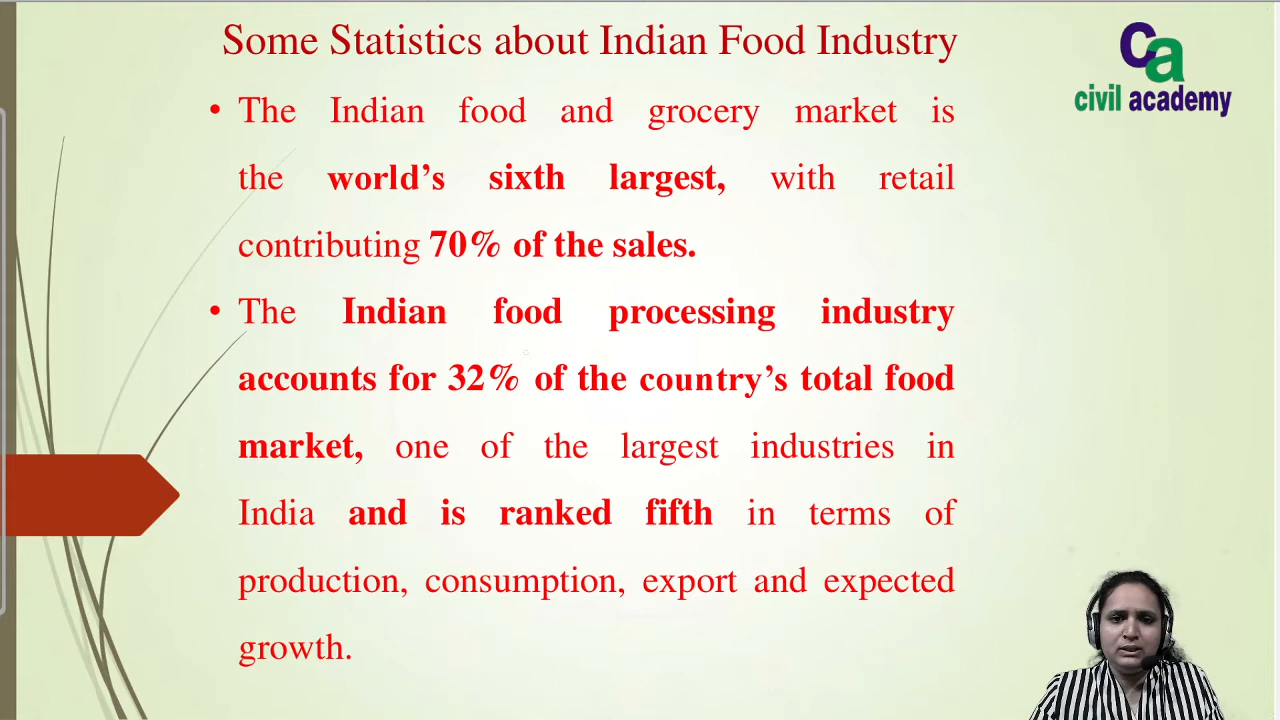 Some Statistics about Indian Food Industry
ca
civil academy
• The Indian food and grocery market is
the world’s sixth largest, with retail
contributing 70% of the sales.
• The Indian food processing industry
accounts for 32% of the country’s total food
market, one of the largest industries in
India and is ranked fifth in terms of
production, consumption, export and expected
growth.